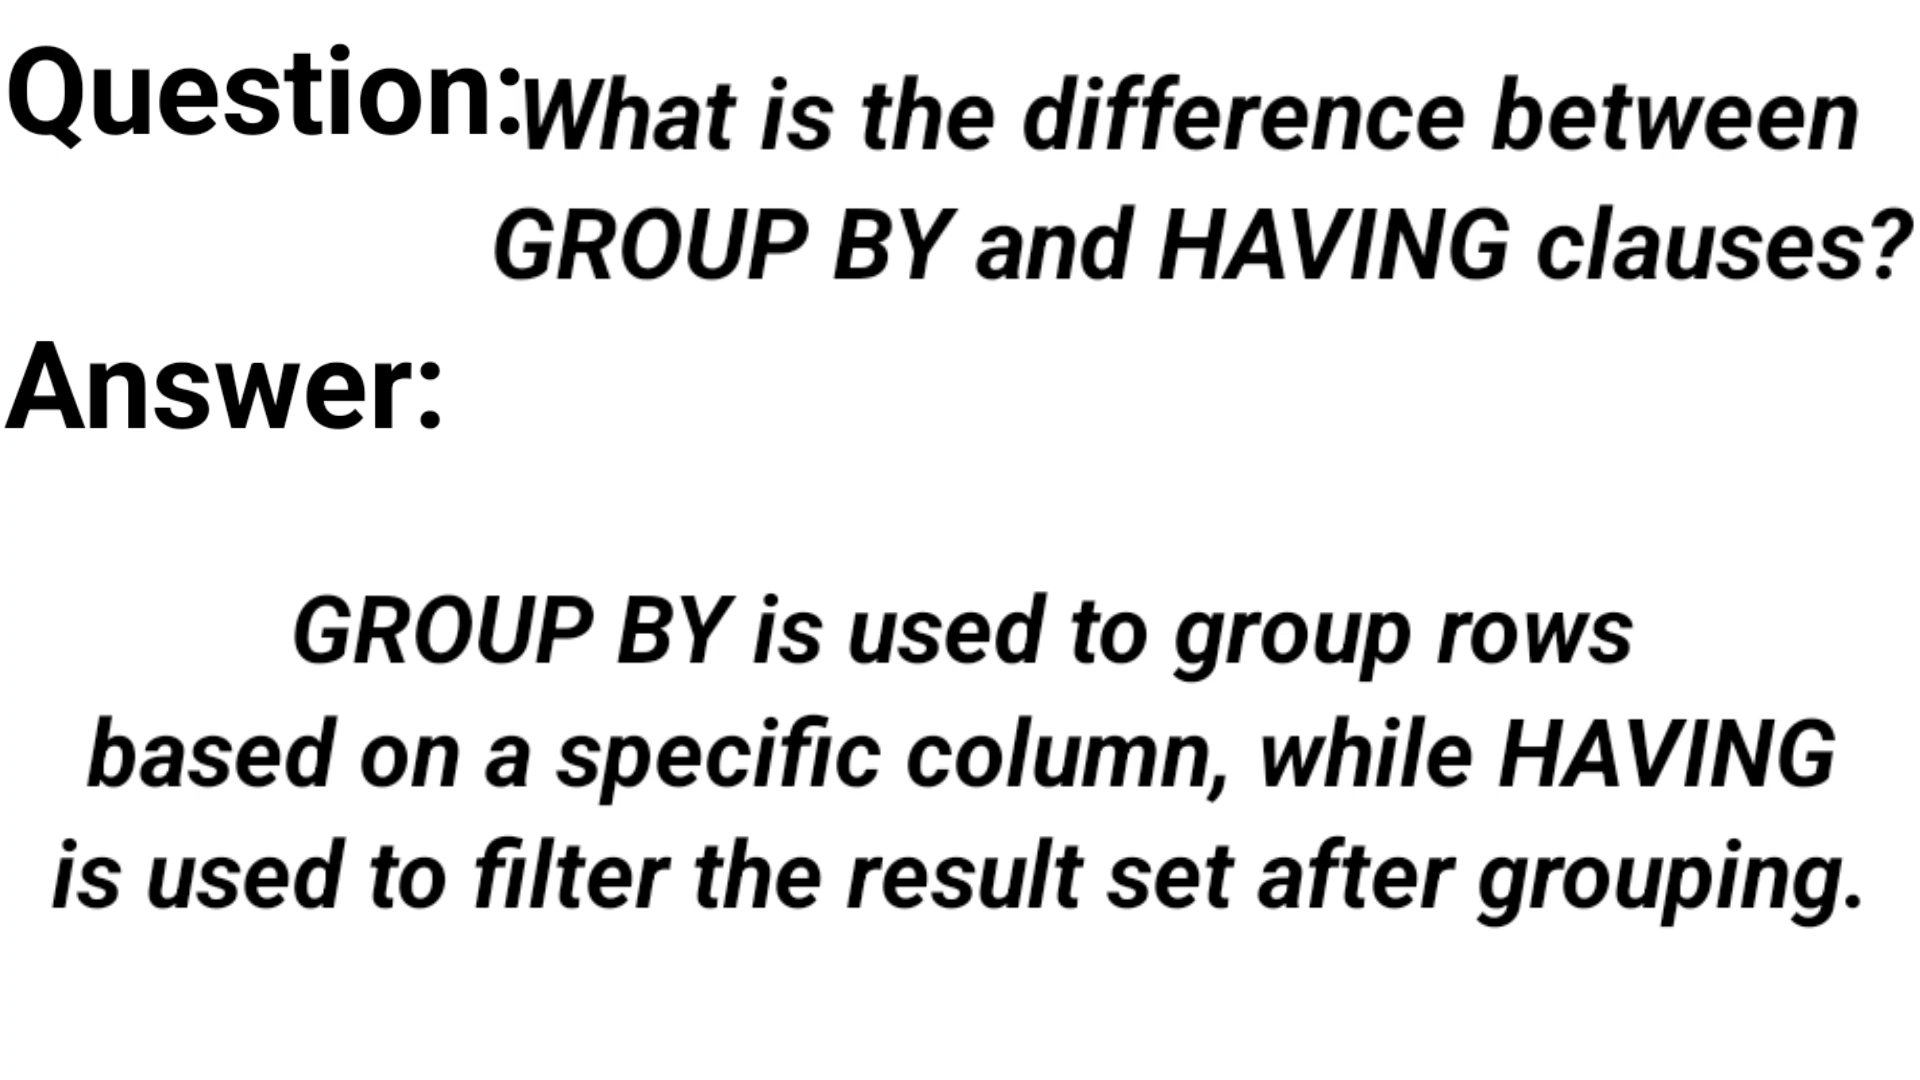 Question: What is the difference between
GROUP BY and HAVING clauses?
Answer:
GROUP BY is used to group rows
based on a specific column, while HAVING
is used to filter the result set after grouping.